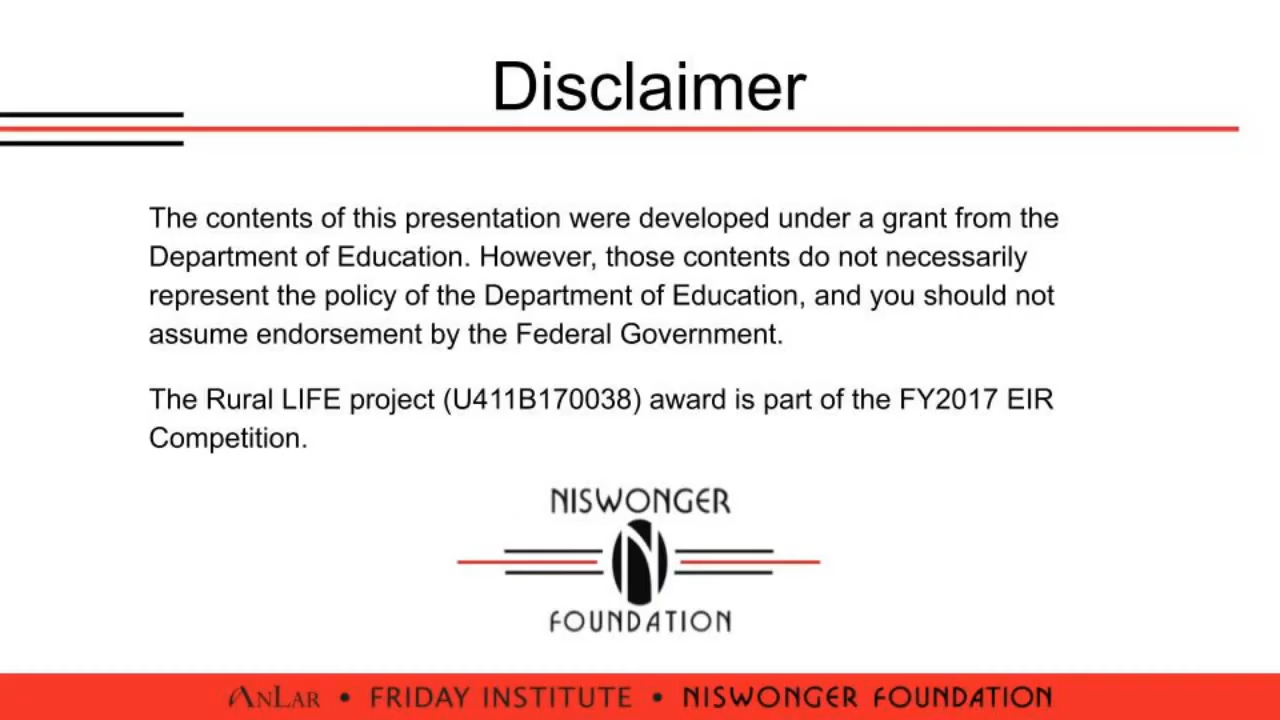 Disclaimer
The contents of this presentation were developed under a grant from the
Department of Education. However, those contents do not necessarily
represent the policy of the Department of Education, and you should not
assume endorsement by the Federal Government.
The Rural LIFE project (U411B170038) award is part of the FY2017 EIR
Competition.
NISWONGER
N
FOUNDATION
ANLAR • FRIDAY INSTITUTE • NISWONGER FOUNDATION